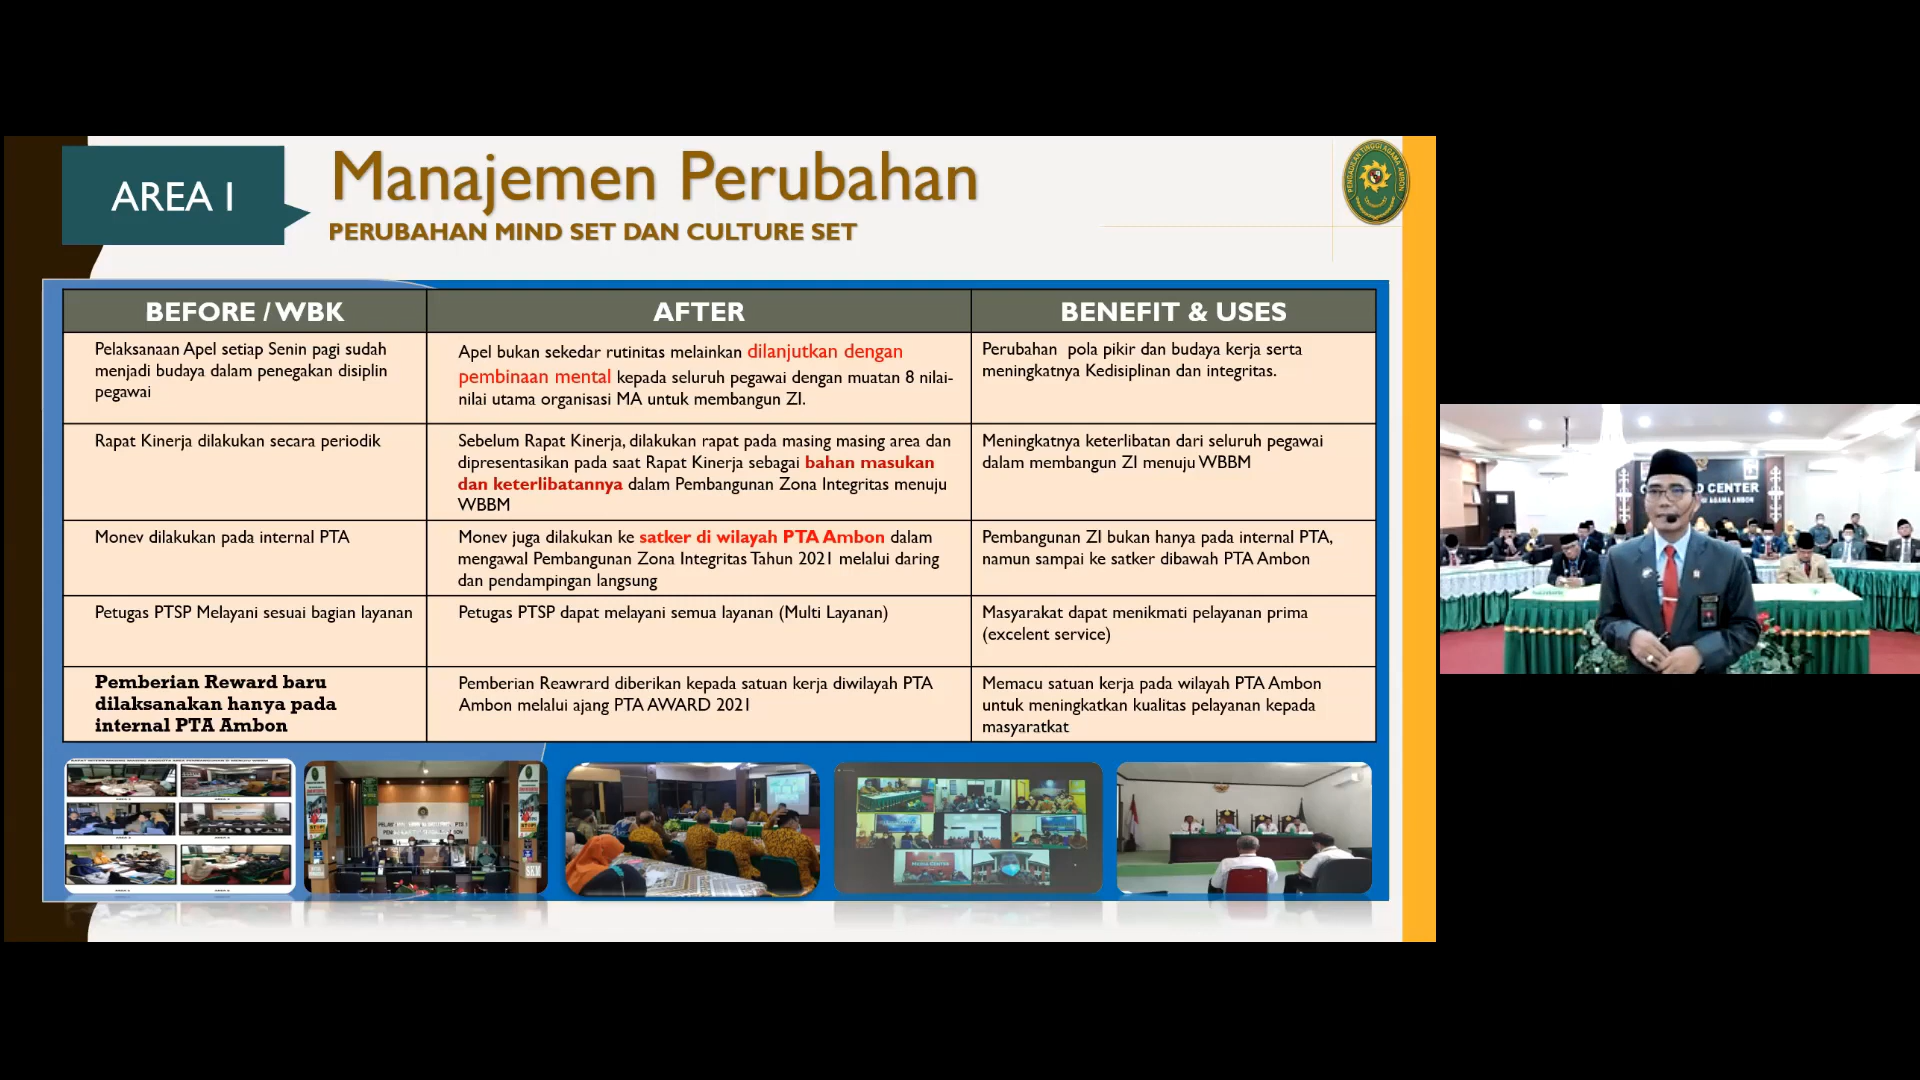 AREA I
Manajemen Perubahan
PERUBAHAN MIND SET DAN CULTURE SET
PENGADILAN TINGGI AGAMA AMBON
BEFORE / WBK
AFTER
BENEFIT & USES
Pelaksanaan Apel setiap Senin pagi sudah
menjadi budaya dalam penegakan disiplin
pegawai
Apel bukan sekedar rutinitas melainkan dilanjutkan dengan
pembinaan mental kepada seluruh pegawai dengan muatan 8 nilai-
nilai utama organisasi MA untuk membangun ZI.
Perubahan pola pikir dan budaya kerja serta
meningkatnya Kedisiplinan dan integritas.
Rapat Kinerja dilakukan secara periodik
Sebelum Rapat Kinerja, dilakukan rapat pada masing masing area dan
dipresentasikan pada saat Rapat Kinerja sebagai bahan masukan
dan keterlibatannya dalam Pembangunan Zona Integritas menuju
WBBM
Meningkatnya keterlibatan dari seluruh pegawai
dalam membangun ZI menuju WBBM
Monev dilakukan pada internal PTA
Monev juga dilakukan ke satker di wilayah PTA Ambon dalam
mengawal Pembangunan Zona Integritas Tahun 2021 melalui daring
dan pendampingan langsung
Pembangunan ZI bukan hanya pada internal PTA,
namun sampai ke satker dibawah PTA Ambon
Petugas PTSP Melayani sesuai bagian layanan
Petugas PTSP dapat melayani semua layanan (Multi Layanan)
Masyarakat dapat menikmati pelayanan prima
(excelent service)
Pemberian Reward baru
dilaksanakan hanya pada
internal PTA Ambon
Pemberian Reawrard diberikan kepada satuan kerja diwilayah PTA
Ambon melalui ajang PTA AWARD 2021
Memacu satuan kerja pada wilayah PTA Ambon
untuk meningkatkan kualitas pelayanan kepada
masyaratkat
MEDIA CENTER
SKM
D CENTER
AGAMA AMBON